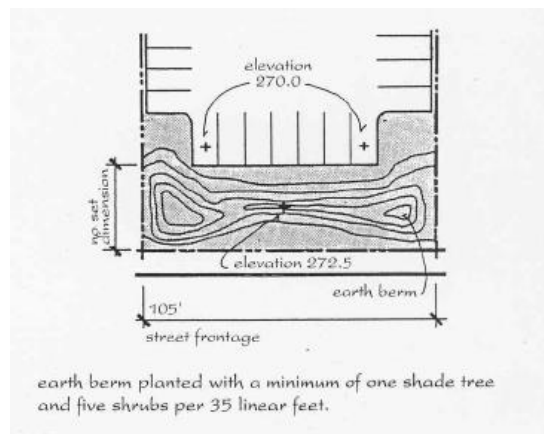 elevation
270.0
no set
dimension
elevation 272.5
earth berm
105'
street frontage
earth berm planted with a minimum of one shade tree
and five shrubs per 35 linear feet.